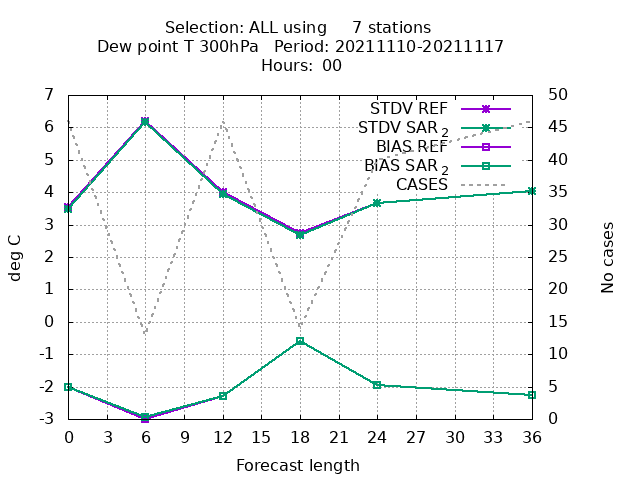 Selection: ALL using 7 stations
Dew point T 300hPa Period: 20211110-20211117
Hours: 00
7 50
STDV REF
6 45
STDV SAR 2
BIAS REF
5 40
BIAS SAR 2
CASES
4 35
3 30
deg C
No cases
2 25
1 20
0 15
-1 10
-2 5
-3 0
0 3 6 9 12 15 18 21 24 27 30 33 36
Forecast length